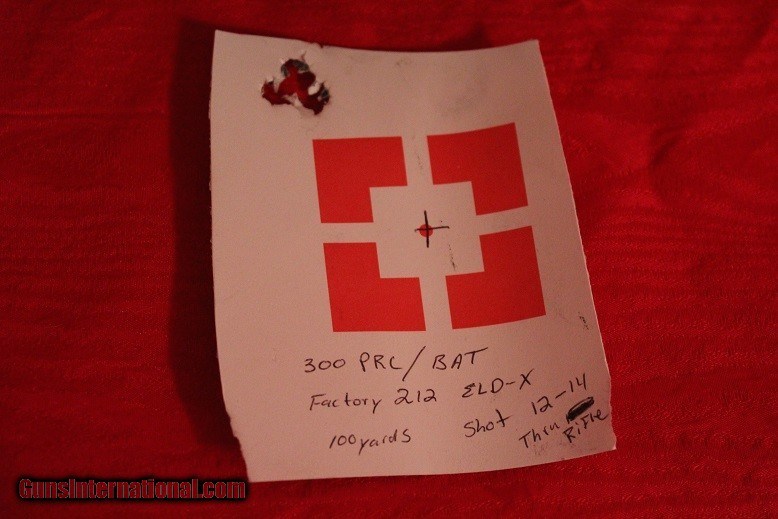 300 PRC/BAT
Factory 212 ELD-X
100 yards Shot 12-14
Thru Rifle
GunsInternational.com